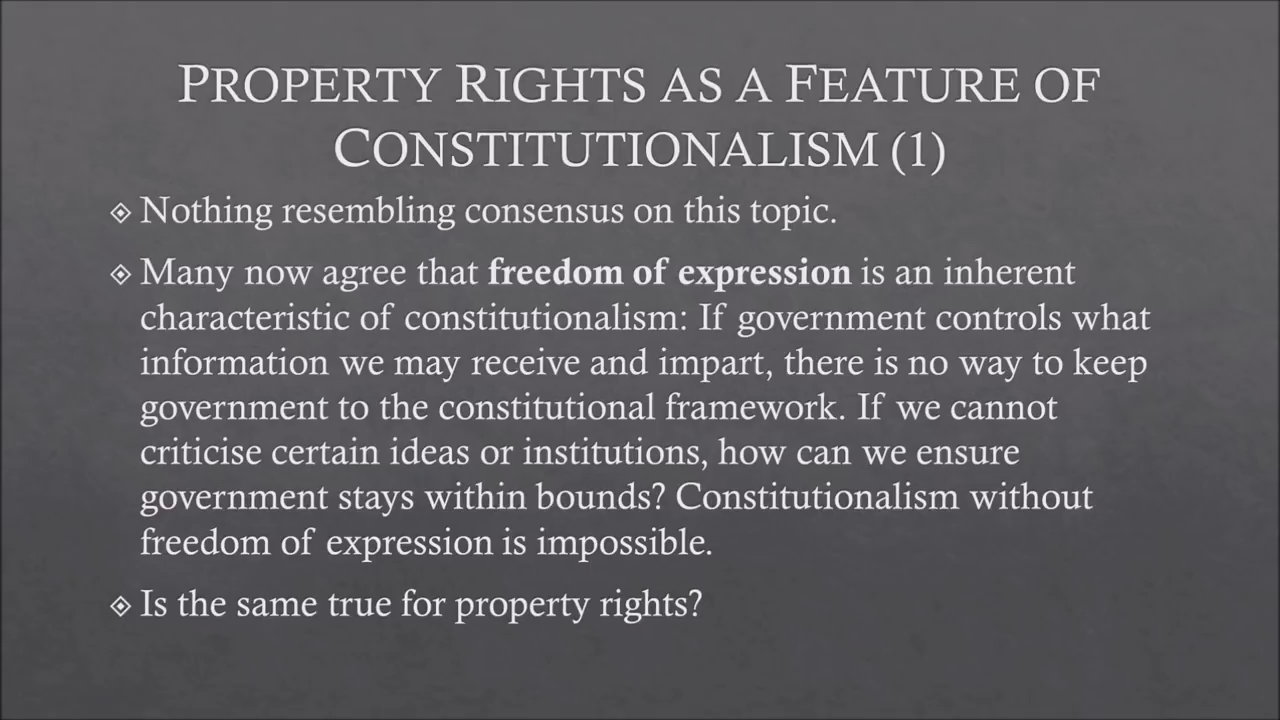 PROPERTY RIGHTS AS A FEATURE OF
CONSTITUTIONALISM (1)
Nothing resembling consensus on this topic.
Many now agree that freedom of expression is an inherent
characteristic of constitutionalism: If government controls what
information we may receive and impart, there is no way to keep
government to the constitutional framework. If we cannot
criticise certain ideas or institutions, how can we ensure
government stays within bounds? Constitutionalism without
freedom of expression is impossible.
Is the same true for property rights?